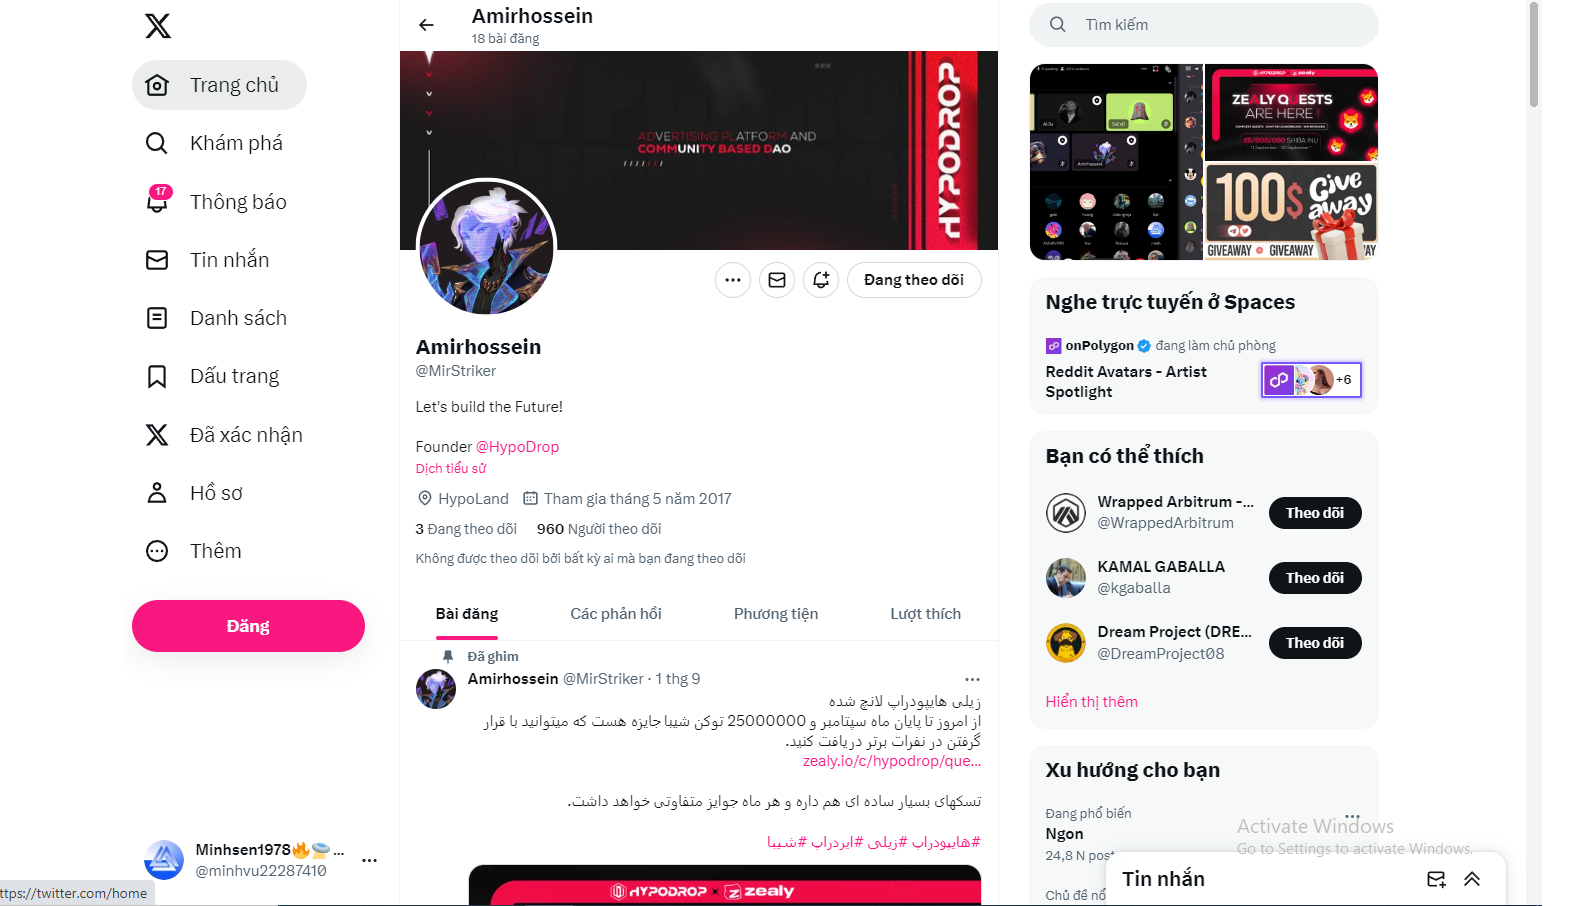 Trang chủ
Khám phá
17
Thông báo
Tin nhắn
Danh sách
Dấu trang
Đã xác nhận
Hồ sơ
Thêm
Đăng
Minhsen1978🔥 ...
@minhvu22287410
ttps://twitter.com/home
Amirhossein
18 bài đăng
ADVERTISING PLATFORM AND
COMMUNITY BASED DAO
HYPODROP
Đang theo dõi
Amirhossein
@MirStriker
Let's build the Future!
Founder @HypoDrop
Dịch tiểu sử
HypoLand Tham gia tháng 5 năm 2017
3 Đang theo dõi 960 Người theo dõi
Không được theo dõi bởi bất kỳ ai mà bạn đang theo dõi
Bài đăng Các phản hồi Phương tiện Lượt thích
Đã ghim
Amirhossein @MirStriker · 1 thg 9
زیلی هایپودراپ لانچ شده
از امروز تا پایان ماه سپتامبر و 25000000 توکن شیبا جایزه هست که میتوانید با قرار
گرفتن در نفرات برتر دریافت کنید.
zealy.io/c/hypodrop/que...
تسکهای بسیار ساده ای هم داره و هر ماه جوایز متفاوتی خواهد داشت.
#هایپودراپ #زیلی #ایردراپ #شیبا
HYPODROP × zealy
Tìm kiếm
Amirhossein
HYPODROP zealy
ZEALY QUESTS
ARE HERE !
25/000/000 SHIBA INU
100$ Give
away
GIVEAWAY GIVEAWAY
Nghe trực tuyến ở Spaces
onPolygon đang làm chủ phòng
Reddit Avatars - Artist
Spotlight
+6
Bạn có thể thích
Wrapped Arbitrum -...
@WrappedArbitrum
Theo dõi
KAMAL GABALLA
@kgaballa
Theo dõi
Dream Project (DRE...
@DreamProject08
Theo dõi
Hiển thị thêm
Xu hướng cho bạn
Đang phổ biến
Ngon
24,8 N post
Chủ đề nổ
Activate Windows
Go to Settings to activate Windows.
Tin nhắn